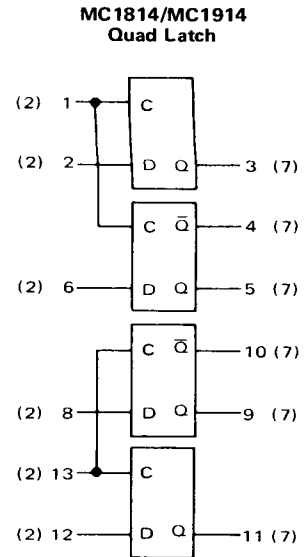 MC1814/MC1914
Quad Latch
(2) 1 C
(2) 2 D Q 3 (7)
C Q̄ 4 (7)
(2) 6 D Q 5 (7)
C Q̄ 10 (7)
(2) 8 D Q 9 (7)
(2) 13 C
(2) 12 D Q 11 (7)